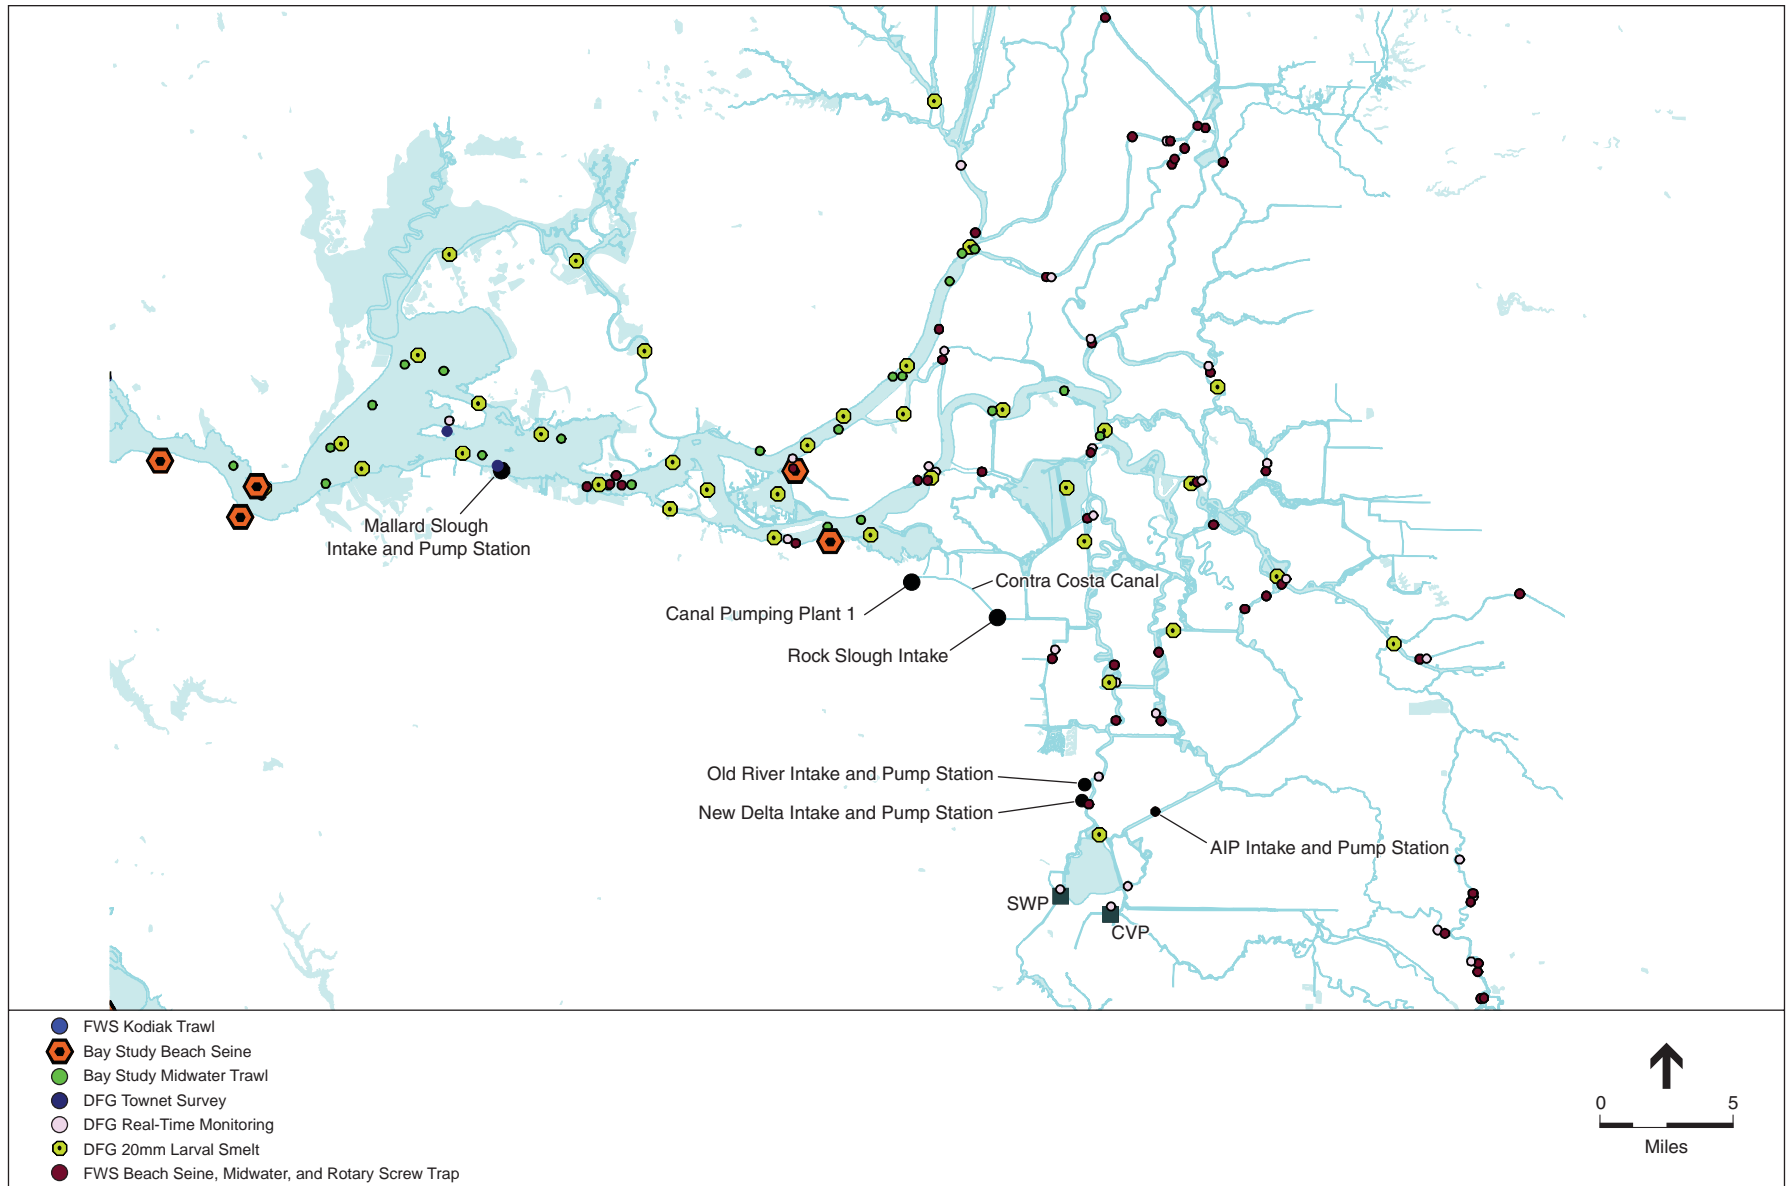 Mallard Slough
Intake and Pump Station
Contra Costa Canal
Canal Pumping Plant 1
Rock Slough Intake
Old River Intake and Pump Station
New Delta Intake and Pump Station
AIP Intake and Pump Station
SWP
CVP
FWS Kodiak Trawl
Bay Study Beach Seine
Bay Study Midwater Trawl
DFG Townet Survey
DFG Real-Time Monitoring
DFG 20mm Larval Smelt
FWS Beach Seine, Midwater, and Rotary Screw Trap
0 5
Miles